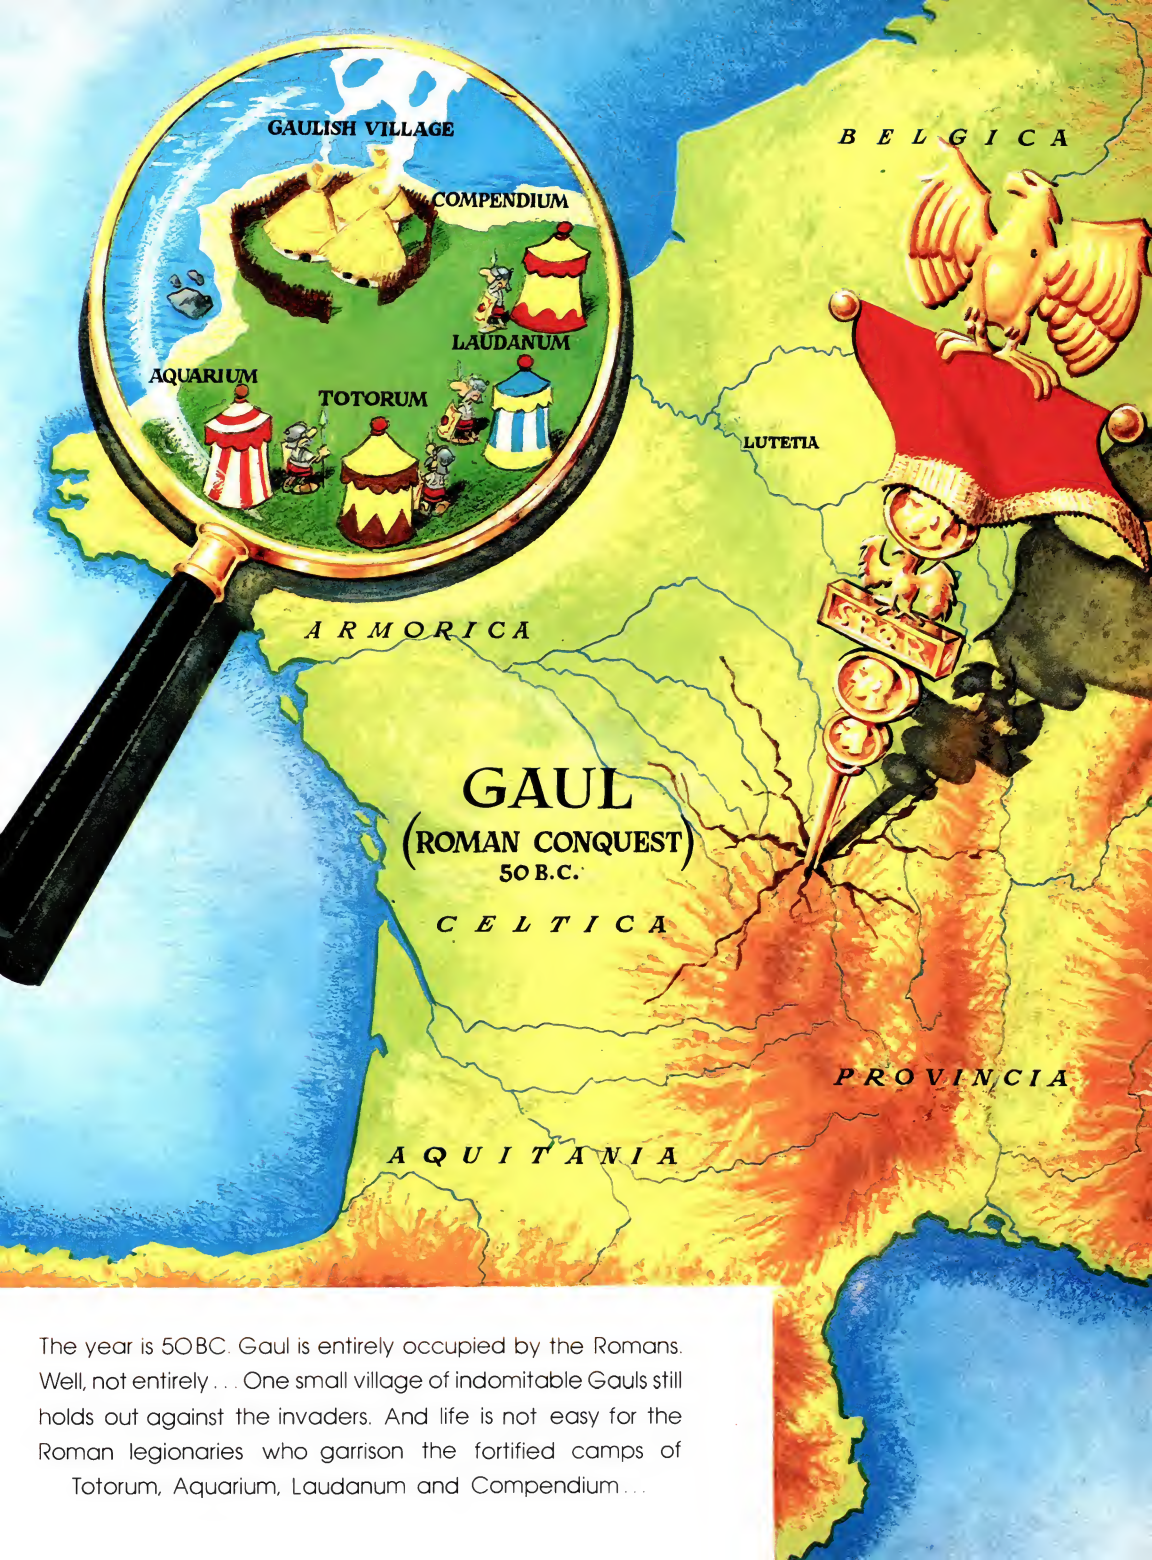 GAULISH VILLAGE
COMPENDIUM
LAUDANUM
AQUARIUM
TOTORUM
BELGICA
LUTETIA
SPQR
ARMORICA
GAUL
(ROMAN CONQUEST)
50 B.C.
CELTICA
PROVINCIA
AQUITANIA
The year is 50BC. Gaul is entirely occupied by the Romans.
Well, not entirely... One small village of indomitable Gauls still
holds out against the invaders. And life is not easy for the
Roman legionaries who garrison the fortified camps of
Totorum, Aquarium, Laudanum and Compendium...